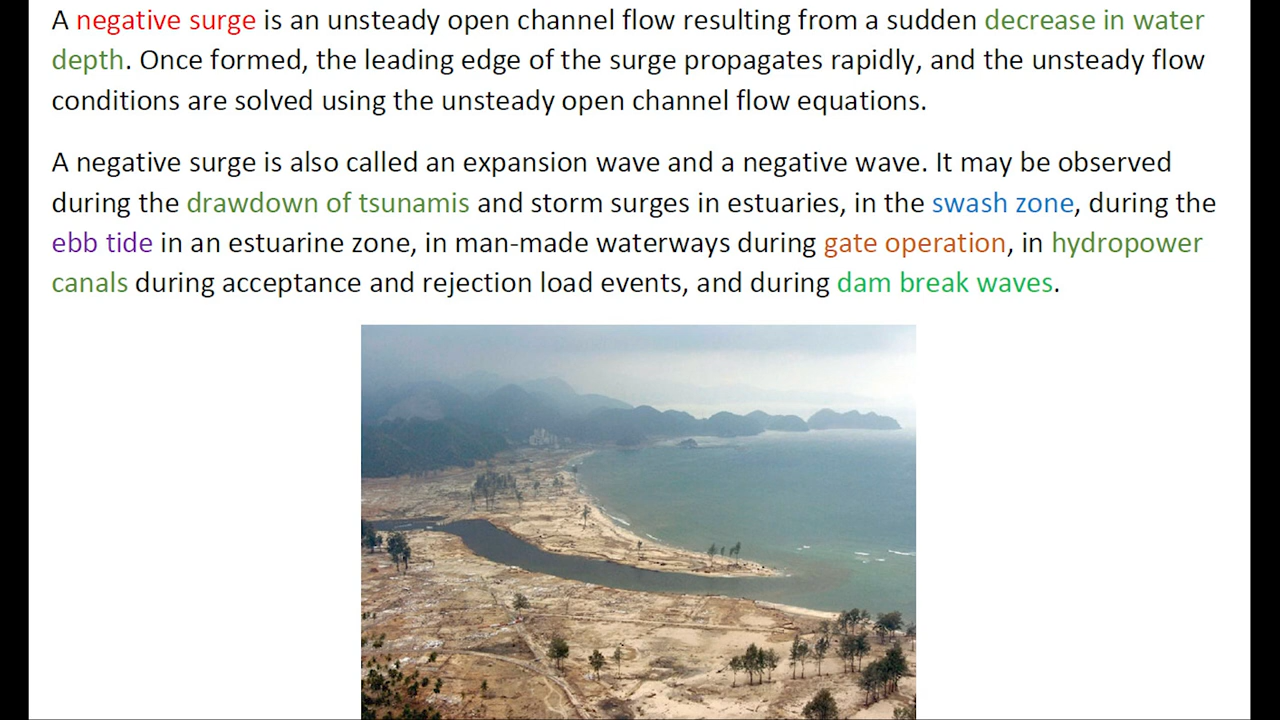 A negative surge is an unsteady open channel flow resulting from a sudden decrease in water
depth. Once formed, the leading edge of the surge propagates rapidly, and the unsteady flow
conditions are solved using the unsteady open channel flow equations.
A negative surge is also called an expansion wave and a negative wave. It may be observed
during the drawdown of tsunamis and storm surges in estuaries, in the swash zone, during the
ebb tide in an estuarine zone, in man-made waterways during gate operation, in hydropower
canals during acceptance and rejection load events, and during dam break waves.